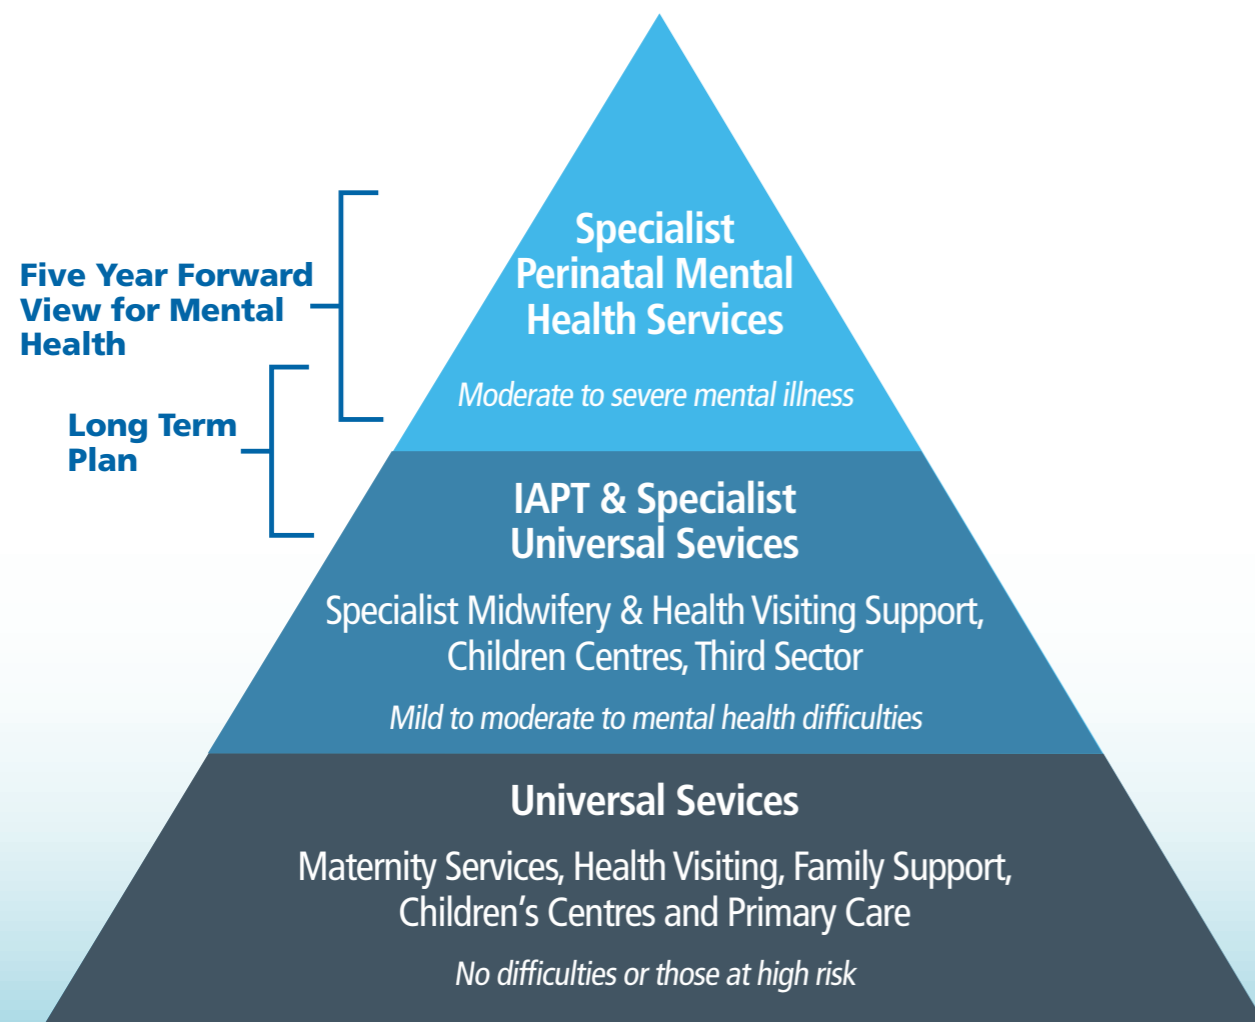 Five Year Forward
View for Mental
Health
Long Term
Plan
Specialist
Perinatal Mental
Health Services
Moderate to severe mental illness
IAPT & Specialist
Universal Sevices
Specialist Midwifery & Health Visiting Support,
Children Centres, Third Sector
Mild to moderate to mental health difficulties
Universal Sevices
Maternity Services, Health Visiting, Family Support,
Children’s Centres and Primary Care
No difficulties or those at high risk